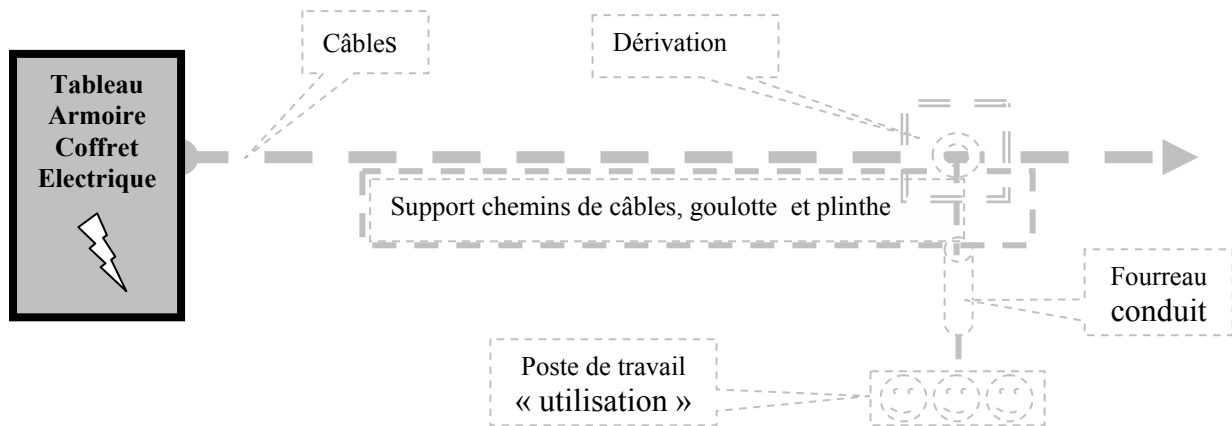 Câbles
Dérivation
Tableau
Armoire
Coffret
Electrique
Support chemins de câbles, goulotte et plinthe
Fourreau
conduit
Poste de travail
« utilisation »